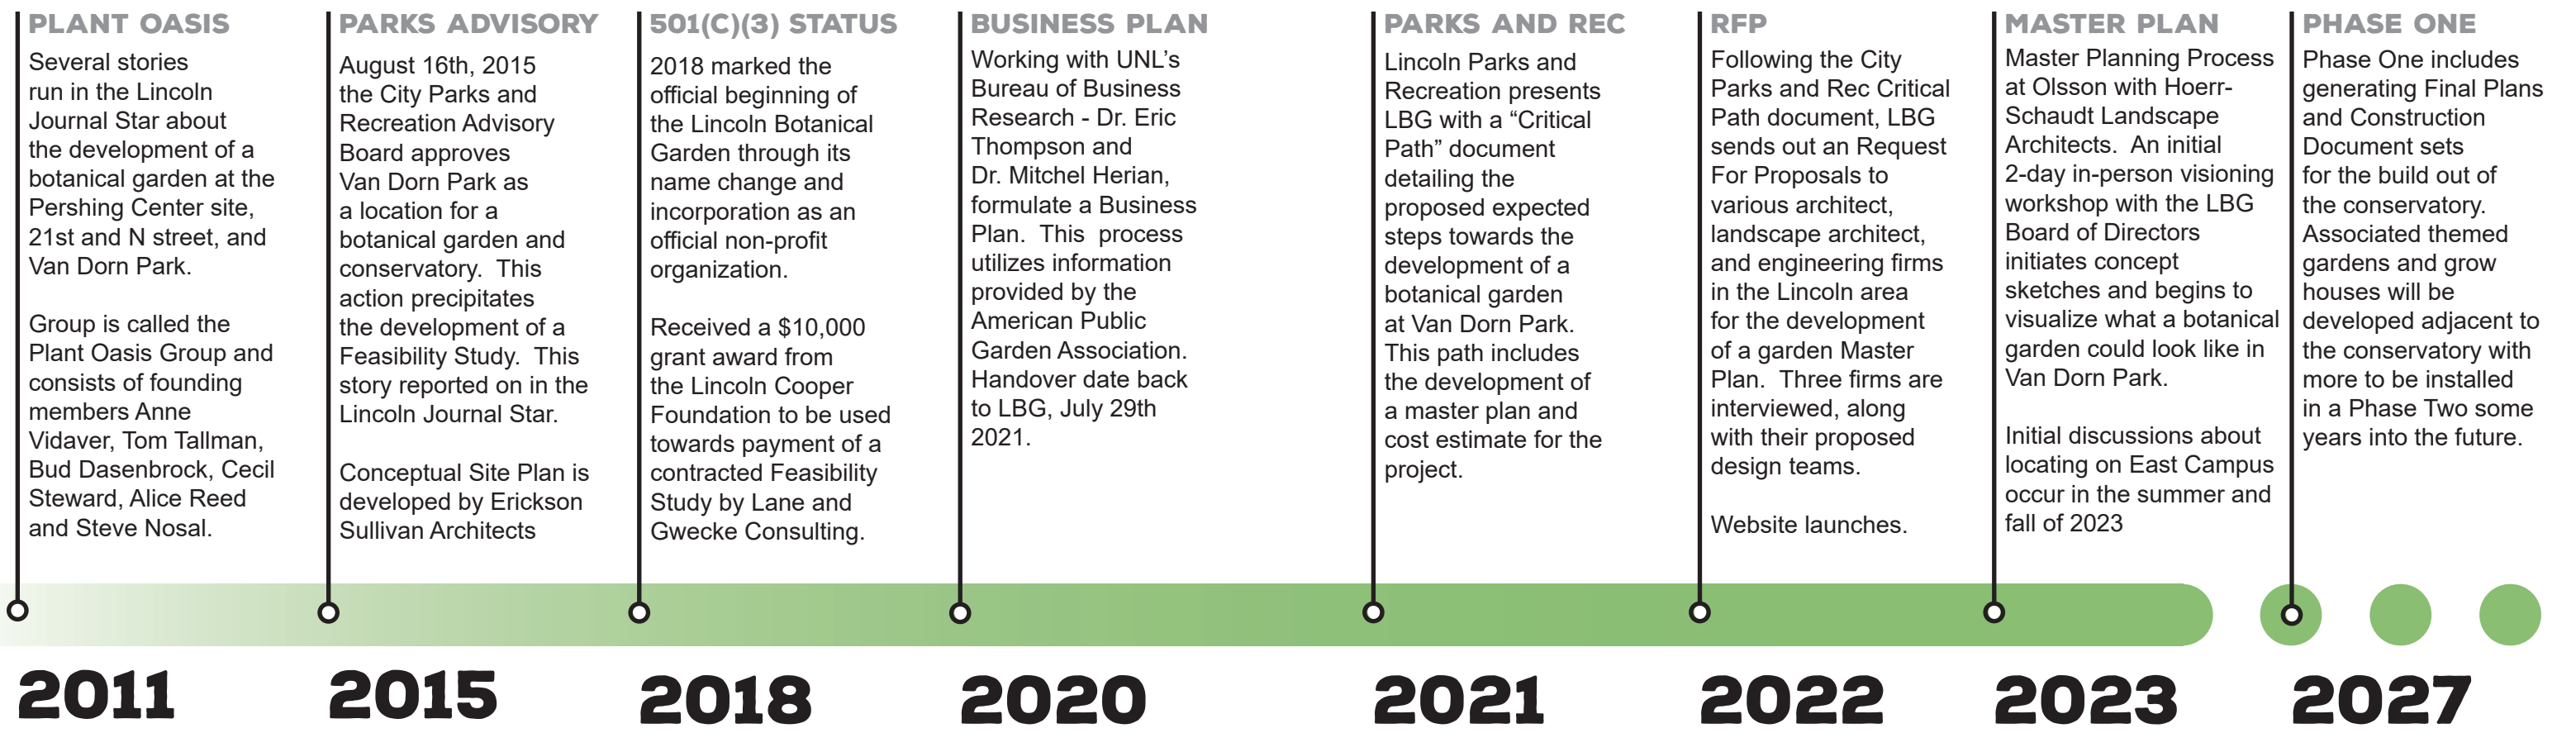 PLANT OASIS
Several stories
run in the Lincoln
Journal Star about
the development of a
botanical garden at the
Pershing Center site,
21st and N street, and
Van Dorn Park.
Group is called the
Plant Oasis Group and
consists of founding
members Anne
Vidaver, Tom Tallman,
Bud Dasenbrock, Cecil
Steward, Alice Reed
and Steve Nosal.
2011
PARKS ADVISORY
August 16th, 2015
the City Parks and
Recreation Advisory
Board approves
Van Dorn Park as
a location for a
botanical garden and
conservatory.  This
action precipitates
the development of a
Feasibility Study.  This
story reported on in the
Lincoln Journal Star.
Conceptual Site Plan is
developed by Erickson
Sullivan Architects
2015
501(C)(3) STATUS
2018 marked the
official beginning of
the Lincoln Botanical
Garden through its
name change and
incorporation as an
official non-profit
organization.
Received a $10,000
grant award from
the Lincoln Cooper
Foundation to be used
towards payment of a
contracted Feasibility
Study by Lane and
Gwecke Consulting.
2018
BUSINESS PLAN
Working with UNL’s
Bureau of Business
Research - Dr. Eric
Thompson and
Dr. Mitchel Herian,
formulate a Business
Plan.  This  process
utilizes information
provided by the
American Public
Garden Association.
Handover date back
to LBG, July 29th
2021.
2020
PARKS AND REC
Lincoln Parks and
Recreation presents
LBG with a “Critical
Path” document
detailing the
proposed expected
steps towards the
development of a
botanical garden
at Van Dorn Park.
This path includes
the development of
a master plan and
cost estimate for the
project.
2021
RFP
Following the City
Parks and Rec Critical
Path document, LBG
sends out an Request
For Proposals to
various architect,
landscape architect,
and engineering firms
in the Lincoln area
for the development
of a garden Master
Plan.  Three firms are
interviewed, along
with their proposed
design teams.
Website launches.
2022
MASTER PLAN
Master Planning Process
at Olsson with Hoerr-
Schaudt Landscape
Architects.  An initial
2-day in-person visioning
workshop with the LBG
Board of Directors
initiates concept
sketches and begins to
visualize what a botanical
garden could look like in
Van Dorn Park.
Initial discussions about
locating on East Campus
occur in the summer and
fall of 2023
2023
PHASE ONE
Phase One includes
generating Final Plans
and Construction
Document sets
for the build out of
the conservatory.
Associated themed
gardens and grow
houses will be
developed adjacent to
the conservatory with
more to be installed
in a Phase Two some
years into the future.
2027